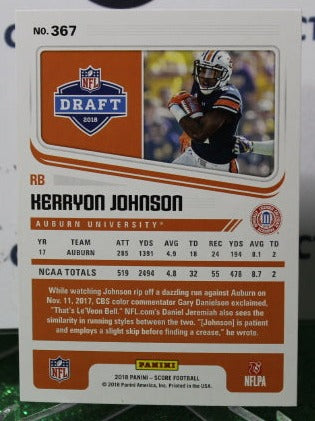 No. 367
NFL
DRAFT
2018
RB
KERRYON JOHNSON
AUBURN UNIVERSITY
YR TEAM ATT YDS AVG TD REC YDS AVG TD
17 AUBURN 285 1391 4.9 18 24 194 8.1 2
NCAA TOTALS 519 2494 4.8 32 55 478 8.7 2
While watching Johnson rip off a dazzling run against Auburn on
Nov. 11, 2017, CBS color commentator Gary Danielson exclaimed,
"That's Le'Veon Bell." NFL.com's Daniel Jeremiah also sees the
similarity in running styles between the two. "[Johnson] is patient
and employs a slight skip before finding a crease," he wrote.
NFL
PANINI
NFLPA
2018 PANINI – SCORE FOOTBALL
© 2018 Panini America, Inc. Printed in the USA.